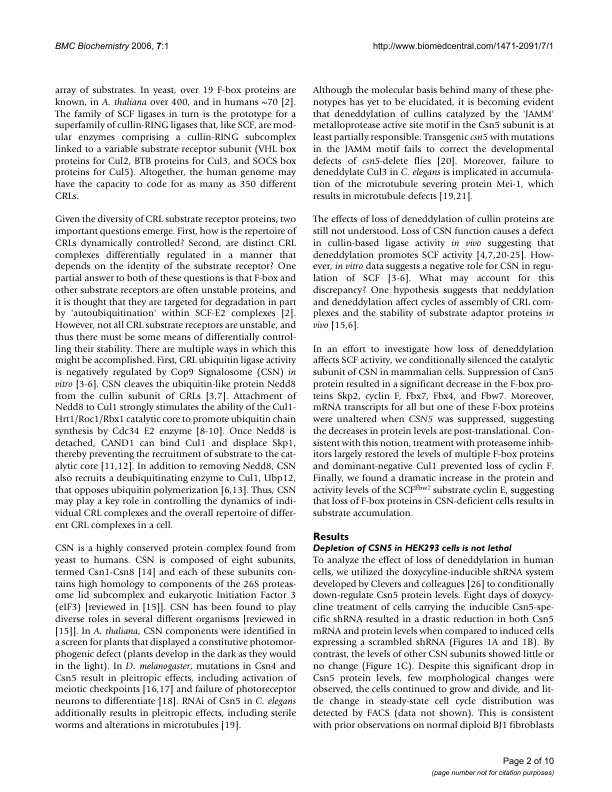 BMC Biochemistry 2006, 7:1
http://www.biomedcentral.com/1471-2091/7/1
array of substrates. In yeast, over 19 F-box proteins are
known, in A. thaliana over 400, and in humans ~70 [2].
The family of SCF ligases in turn is the prototype for a
superfamily of cullin-RING ligases that, like SCF, are mod-
ular enzymes comprising a cullin-RING subcomplex
linked to a variable substrate receptor subunit (VHL box
proteins for Cul2, BTB proteins for Cul3, and SOCS box
proteins for Cul5). Altogether, the human genome may
have the capacity to code for as many as 350 different
CRLs.
Given the diversity of CRL substrate receptor proteins, two
important questions emerge. First, how is the repertoire of
CRLs dynamically controlled? Second, are distinct CRL
complexes differentially regulated in a manner that
depends on the identity of the substrate receptor? One
partial answer to both of these questions is that F-box and
other substrate receptors are often unstable proteins, and
it is thought that they are targeted for degradation in part
by 'autoubiquitination' within SCF-E2 complexes [2].
However, not all CRL substrate receptors are unstable, and
thus there must be some means of differentially control-
ling their stability. There are multiple ways in which this
might be accomplished. First, CRL ubiquitin ligase activity
is negatively regulated by Cop9 Signalosome (CSN) in
vitro [3-6]. CSN cleaves the ubiquitin-like protein Nedd8
from the cullin subunit of CRLs [3,7]. Attachment of
Nedd8 to Cul1 strongly stimulates the ability of the Cul1-
Hrt1/Roc1/Rbx1 catalytic core to promote ubiquitin chain
synthesis by Cdc34 E2 enzyme [8-10]. Once Nedd8 is
detached, CAND1 can bind Cul1 and displace Skp1,
thereby preventing the recruitment of substrate to the cat-
alytic core [11,12]. In addition to removing Nedd8, CSN
also recruits a deubiquitinating enzyme to Cul1, Ubp12,
that opposes ubiquitin polymerization [6,13]. Thus, CSN
may play a key role in controlling the dynamics of indi-
vidual CRL complexes and the overall repertoire of differ-
ent CRL complexes in a cell.
CSN is a highly conserved protein complex found from
yeast to humans. CSN is composed of eight subunits,
termed Csn1-Csn8 [14] and each of these subunits con-
tains high homology to components of the 26S proteas-
ome lid subcomplex and eukaryotic Initiation Factor 3
(eIF3) [reviewed in [15]]. CSN has been found to play
diverse roles in several different organisms [reviewed in
[15]]. In A. thaliana, CSN components were identified in
a screen for plants that displayed a constitutive photomor-
phogenic defect (plants develop in the dark as they would
in the light). In D. melanogaster, mutations in Csn4 and
Csn5 result in pleitropic effects, including activation of
meiotic checkpoints [16,17] and failure of photoreceptor
neurons to differentiate [18]. RNAi of Csn5 in C. elegans
additionally results in pleitropic effects, including sterile
worms and alterations in microtubules [19].
Although the molecular basis behind many of these phe-
notypes has yet to be elucidated, it is becoming evident
that deneddylation of cullins catalyzed by the 'JAMM'
metalloprotease active site motif in the Csn5 subunit is at
least partially responsible. Transgenic csn5 with mutations
in the JAMM motif fails to correct the developmental
defects of csn5-delete flies [20]. Moreover, failure to
deneddylate Cul3 in C. elegans is implicated in accumula-
tion of the microtubule severing protein Mei-1, which
results in microtubule defects [19,21].
The effects of loss of deneddylation of cullin proteins are
still not understood. Loss of CSN function causes a defect
in cullin-based ligase activity in vivo suggesting that
deneddylation promotes SCF activity [4,7,20-25]. How-
ever, in vitro data suggests a negative role for CSN in regu-
lation of SCF [3-6]. What may account for this
discrepancy? One hypothesis suggests that neddylation
and deneddylation affect cycles of assembly of CRL com-
plexes and the stability of substrate adaptor proteins in
vivo [15,6].
In an effort to investigate how loss of deneddylation
affects SCF activity, we conditionally silenced the catalytic
subunit of CSN in mammalian cells. Suppression of Csn5
protein resulted in a significant decrease in the F-box pro-
teins Skp2, cyclin F, Fbx7, Fbx4, and Fbw7. Moreover,
mRNA transcripts for all but one of these F-box proteins
were unaltered when CSN5 was suppressed, suggesting
the decreases in protein levels are post-translational. Con-
sistent with this notion, treatment with proteasome inhib-
itors largely restored the levels of multiple F-box proteins
and dominant-negative Cul1 prevented loss of cyclin F.
Finally, we found a dramatic increase in the protein and
activity levels of the SCFFbw7 substrate cyclin E, suggesting
that loss of F-box proteins in CSN-deficient cells results in
substrate accumulation.
Results
Depletion of CSN5 in HEK293 cells is not lethal
To analyze the effect of loss of deneddylation in human
cells, we utilized the doxycyline-inducible shRNA system
developed by Clevers and colleagues [26] to conditionally
down-regulate Csn5 protein levels. Eight days of doxycy-
cline treatment of cells carrying the inducible Csn5-spe-
cific shRNA resulted in a drastic reduction in both Csn5
mRNA and protein levels when compared to induced cells
expressing a scrambled shRNA (Figures 1A and 1B). By
contrast, the levels of other CSN subunits showed little or
no change (Figure 1C). Despite this significant drop in
Csn5 protein levels, few morphological changes were
observed, the cells continued to grow and divide, and lit-
tle change in steady-state cell cycle distribution was
detected by FACS (data not shown). This is consistent
with prior observations on normal diploid BJ1 fibroblasts
Page 2 of 10
(page number not for citation purposes)